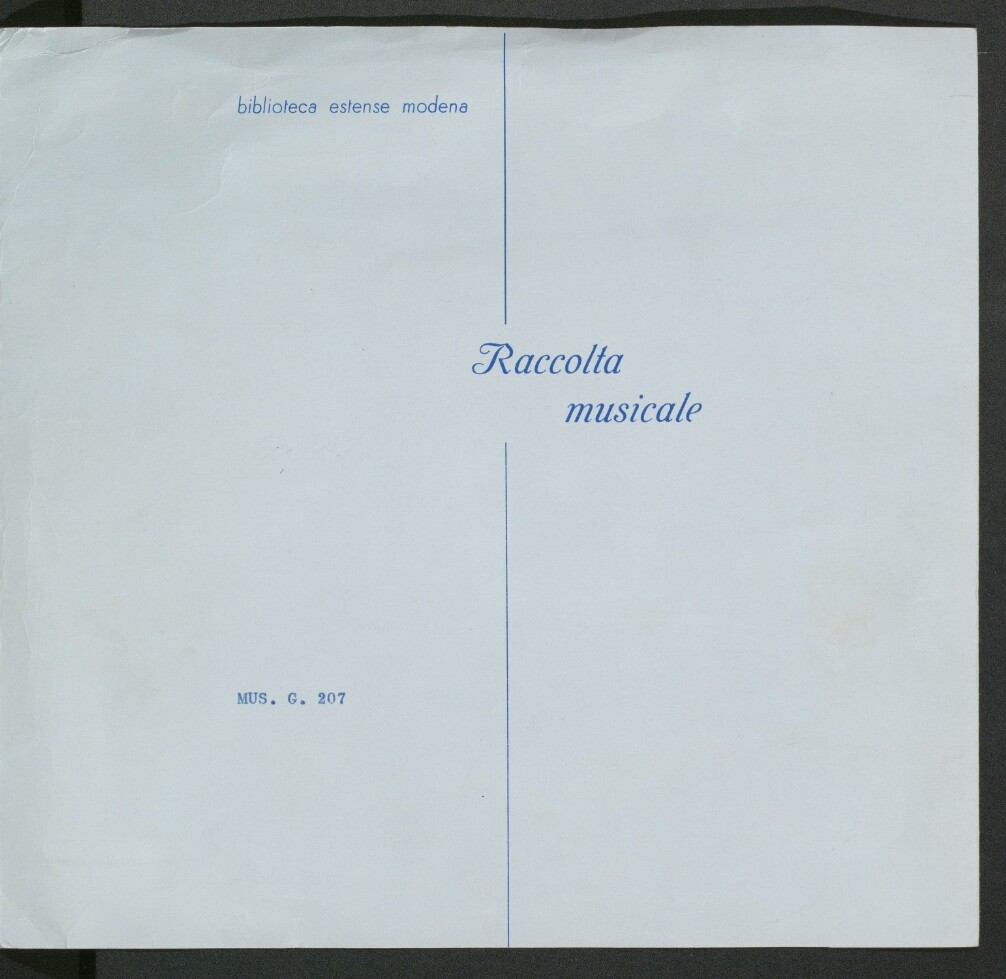 biblioteca estense modena
Raccolta
musicale
MUS. G. 207